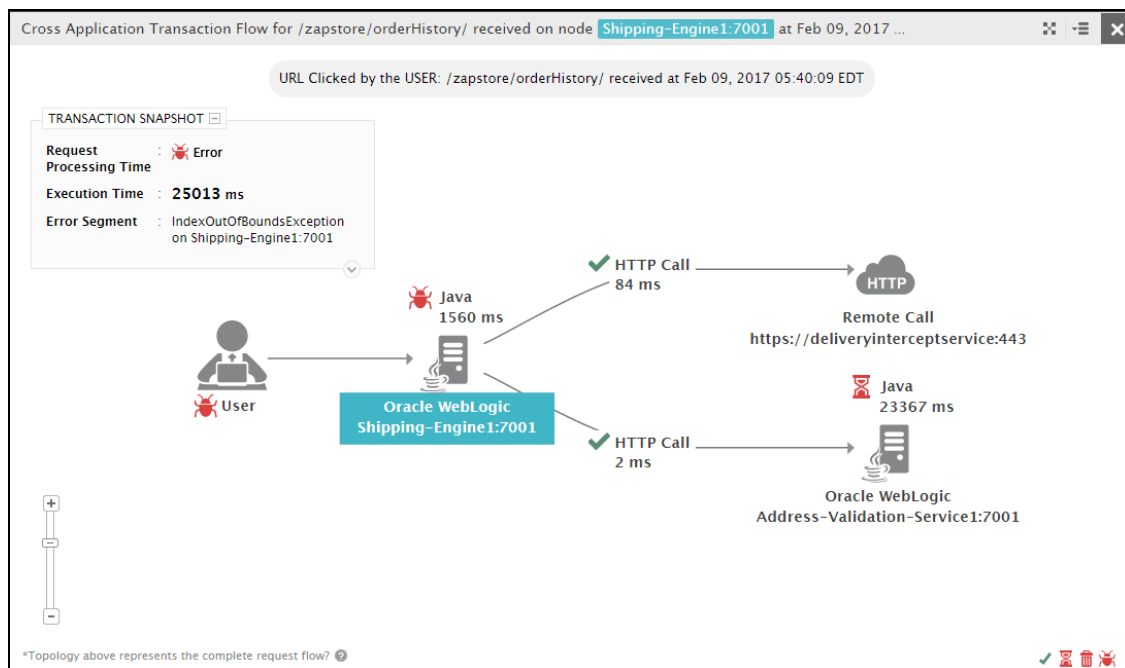 Cross Application Transaction Flow for /zapstore/orderHistory/ received on node Shipping-Engine1:7001 at Feb 09, 2017 ...
URL Clicked by the USER: /zapstore/orderHistory/ received at Feb 09, 2017 05:40:09 EDT
TRANSACTION SNAPSHOT
Request : Error
Processing Time
Execution Time : 25013 ms
Error Segment : IndexOutOfBoundsException
on Shipping-Engine1:7001
HTTP Call
84 ms
HTTP
Java
1560 ms
Remote Call
https://deliveryinterceptservice:443
User
Oracle WebLogic
Shipping-Engine1:7001
Java
23367 ms
HTTP Call
2 ms
Oracle WebLogic
Address-Validation-Service1:7001
*Topology above represents the complete request flow? ?